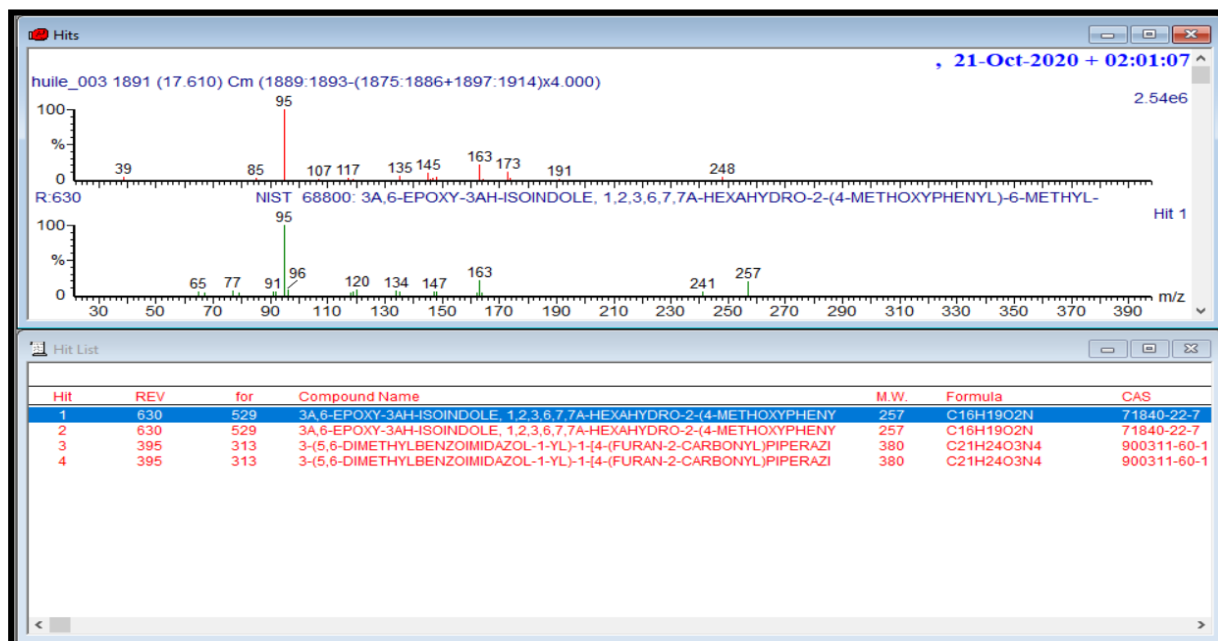 Hits
, 21-Oct-2020 + 02:01:07
huile_003 1891 (17.610) Cm (1889:1893-(1875:1886+1897:1914)x4.000)
2.54e6
100
%
0
39 85 95 107 117 135 145 163 173 191 248
R:630 NIST 68800: 3A,6-EPOXY-3AH-ISOINDOLE, 1,2,3,6,7,7A-HEXAHYDRO-2-(4-METHOXYPHENYL)-6-METHYL-
Hit 1
100
%
0
65 77 91 95 96 120 134 147 163 241 257
m/z
30 50 70 90 110 130 150 170 190 210 230 250 270 290 310 330 350 370 390
Hit List
Hit REV for Compound Name M.W. Formula CAS
1 630 529 3A,6-EPOXY-3AH-ISOINDOLE, 1,2,3,6,7,7A-HEXAHYDRO-2-(4-METHOXYPHENY 257 C16H19O2N 71840-22-7
2 630 529 3A,6-EPOXY-3AH-ISOINDOLE, 1,2,3,6,7,7A-HEXAHYDRO-2-(4-METHOXYPHENY 257 C16H19O2N 71840-22-7
3 395 313 3-(5,6-DIMETHYLBENZOIMIDAZOL-1-YL)-1-[4-(FURAN-2-CARBONYL)PIPERAZI 380 C21H24O3N4 900311-60-1
4 395 313 3-(5,6-DIMETHYLBENZOIMIDAZOL-1-YL)-1-[4-(FURAN-2-CARBONYL)PIPERAZI 380 C21H24O3N4 900311-60-1